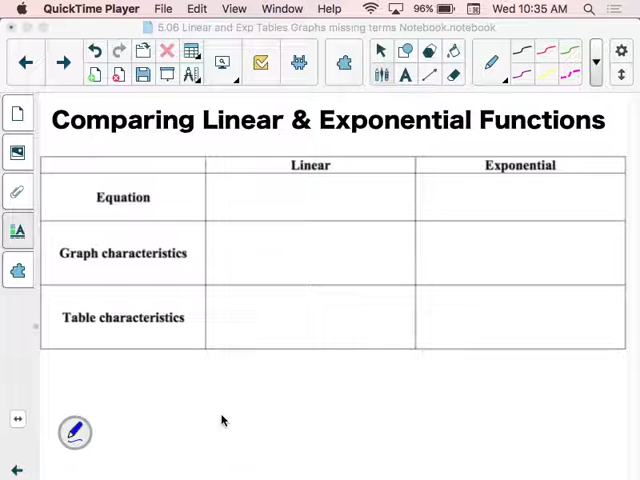 QuickTime Player File Edit View Window Help 96% Wed 10:35 AM
5.06 Linear and Exp Tables Graphs missing terms Notebook.notebook
Comparing Linear & Exponential Functions
Linear Exponential
Equation
Graph characteristics
Table characteristics